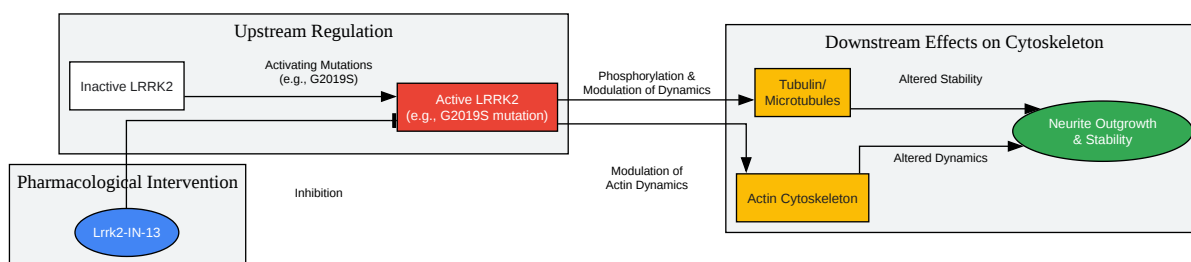 Upstream Regulation
Inactive LRRK2
Activating Mutations
(e.g., G2019S)
Active LRRK2
(e.g., G2019S mutation)
Pharmacological Intervention
Lrrk2-IN-13
Inhibition
Phosphorylation &
Modulation of Dynamics
Modulation of
Actin Dynamics
Downstream Effects on Cytoskeleton
Tubulin/
Microtubules
Altered Stability
Actin Cytoskeleton
Altered Dynamics
Neurite Outgrowth
& Stability